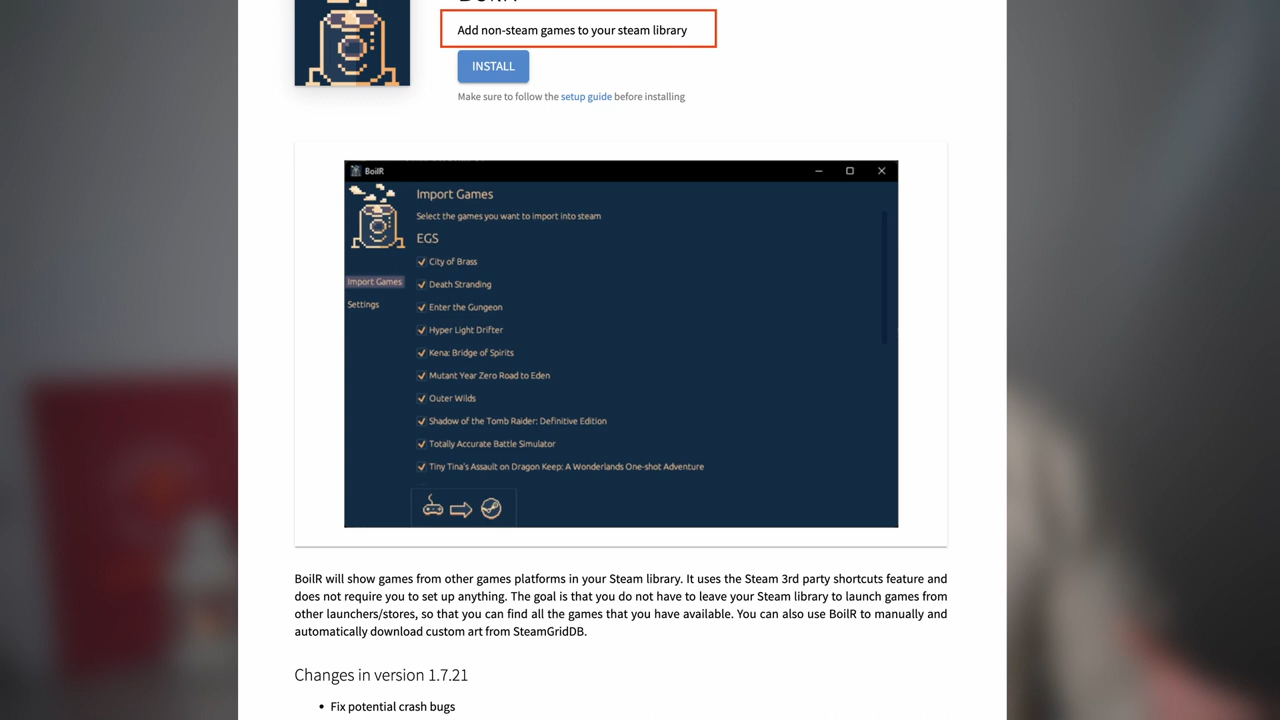 Add non-steam games to your steam library
INSTALL
Make sure to follow the setup guide before installing
BoilR
Import Games
Select the games you want to import into steam
EGS
City of Brass
Import Games
Death Stranding
Settings
Enter the Gungeon
Hyper Light Drifter
Kena: Bridge of Spirits
Mutant Year Zero Road to Eden
Outer Wilds
Shadow of the Tomb Raider: Definitive Edition
Totally Accurate Battle Simulator
Tiny Tina's Assault on Dragon Keep: A Wonderlands One-shot Adventure
BoilR will show games from other games platforms in your Steam library. It uses the Steam 3rd party shortcuts feature and
does not require you to set up anything. The goal is that you do not have to leave your Steam library to launch games from
other launchers/stores, so that you can find all the games that you have available. You can also use BoilR to manually and
automatically download custom art from SteamGridDB.
Changes in version 1.7.21
• Fix potential crash bugs